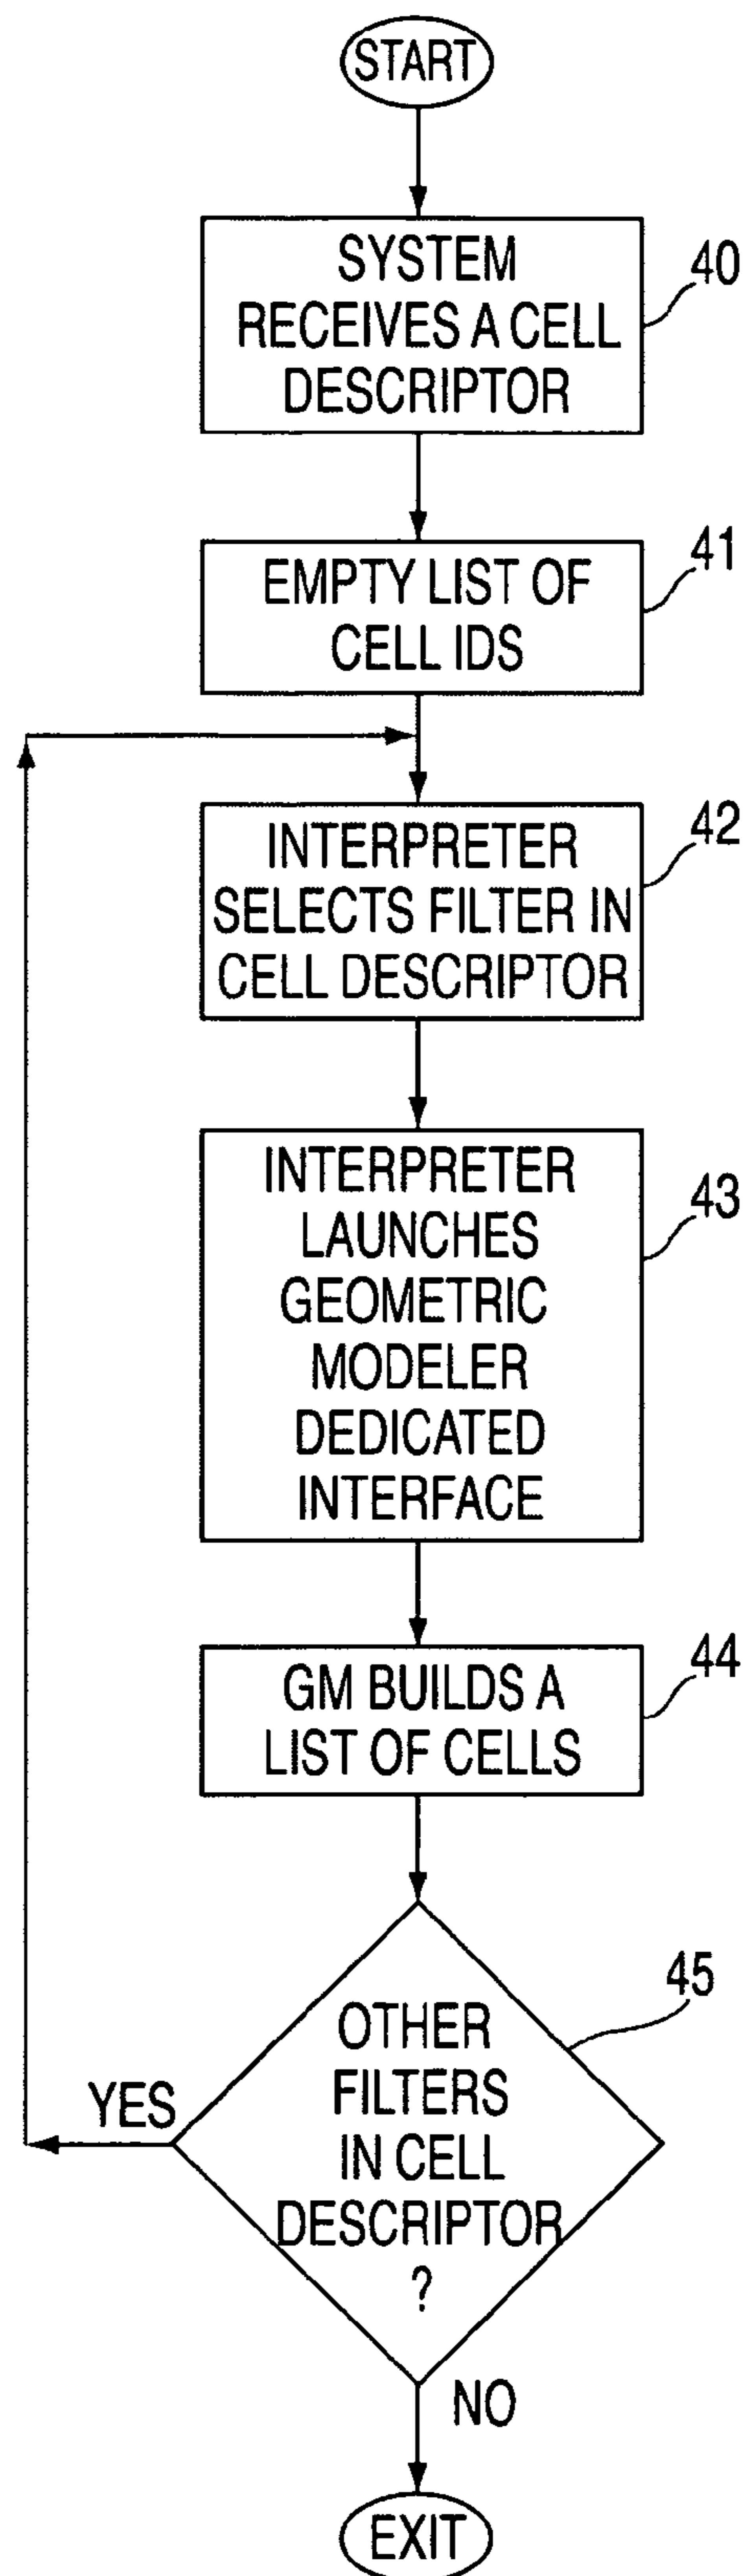 START
SYSTEM
RECEIVES A CELL
DESCRIPTOR
40
EMPTY LIST OF
CELL IDS
41
INTERPRETER
SELECTS FILTER IN
CELL DESCRIPTOR
42
INTERPRETER
LAUNCHES
GEOMETRIC
MODELER
DEDICATED
INTERFACE
43
GM BUILDS A
LIST OF CELLS
44
OTHER
FILTERS
IN CELL
DESCRIPTOR
?
45
YES
NO
EXIT